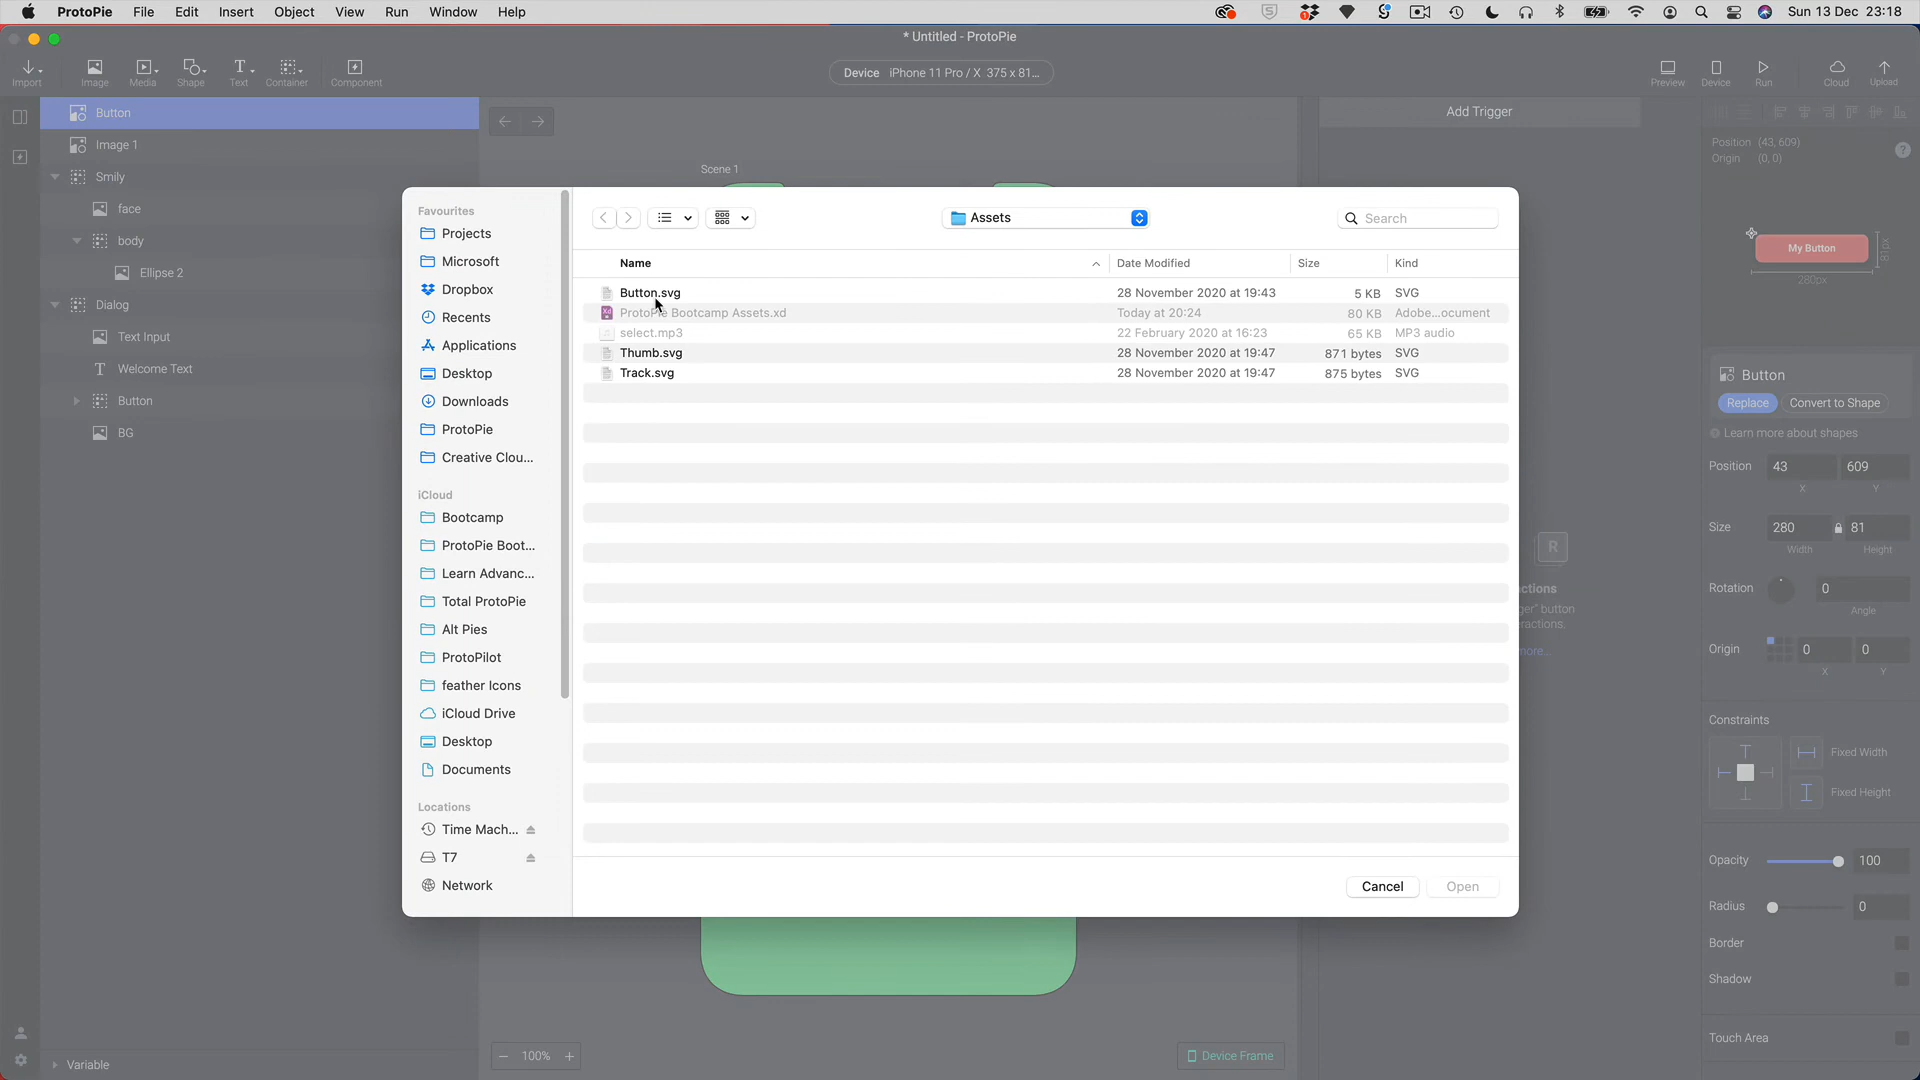 ProtoPie File Edit Insert Object View Run Window Help Sun 13 Dec 23:18
* Untitled - ProtoPie
Import Image Media Shape Text Container Component
Device iPhone 11 Pro / X 375 x 81...
Preview Device Run Cloud Upload
Button
Image 1
Smily
face
body
Ellipse 2
Dialog
Text Input
Welcome Text
Button
BG
Variable
Scene 1
Add Trigger
Favourites
Projects
Microsoft
Dropbox
Recents
Applications
Desktop
Downloads
ProtoPie
Creative Clou...
iCloud
Bootcamp
ProtoPie Boot...
Learn Advanc...
Total ProtoPie
Alt Pies
ProtoPilot
feather Icons
iCloud Drive
Desktop
Documents
Locations
Time Mach...
T7
Network
Assets
Search
Name Date Modified Size Kind
Button.svg 28 November 2020 at 19:43 5 KB SVG
ProtoPie Bootcamp Assets.xd Today at 20:24 80 KB Adobe...ocument
select.mp3 22 February 2020 at 16:23 65 KB MP3 audio
Thumb.svg 28 November 2020 at 19:47 871 bytes SVG
Track.svg 28 November 2020 at 19:47 875 bytes SVG
Cancel Open
R
ctions
ger" button
eractions.
more...
100%
Device Frame
Position (43, 609)
Origin (0, 0)
?
My Button
81px
280px
Button
Replace Convert to Shape
Learn more about shapes
Position 43 609
X Y
Size 280 81
Width Height
Rotation 0
Angle
Origin 0 0
X Y
Constraints
Fixed Width
Fixed Height
Opacity 100
Radius 0
Border
Shadow
Touch Area